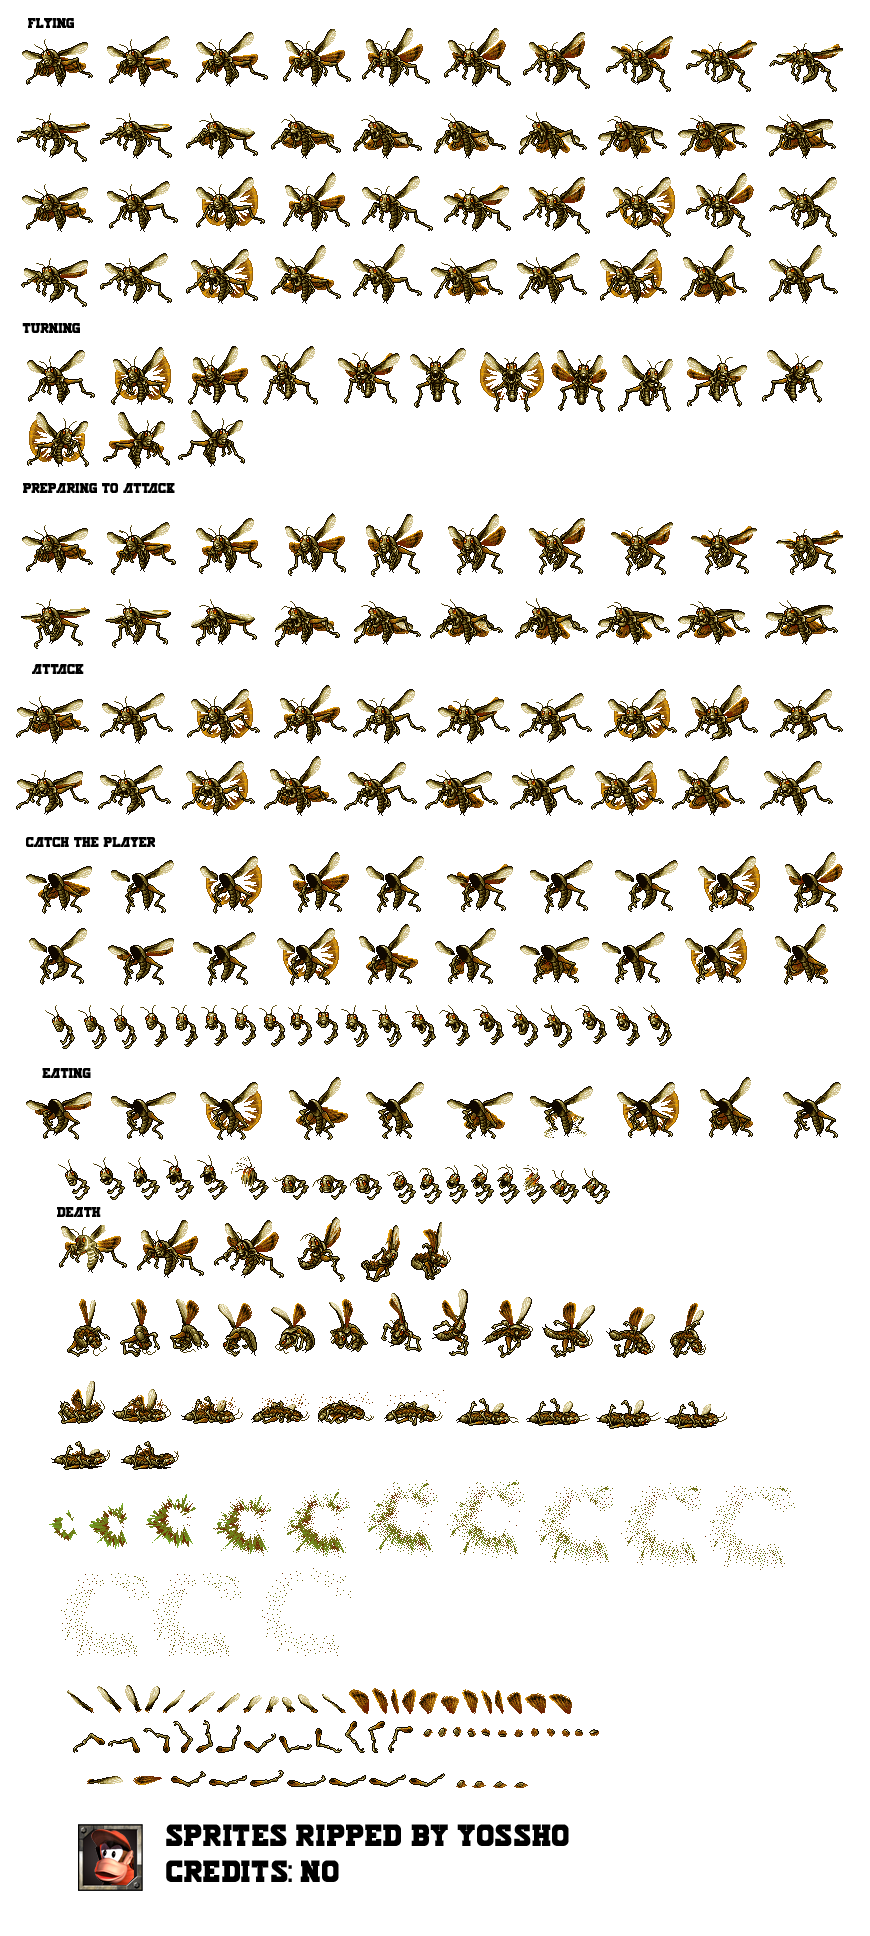 FLYING
TURNING
PREPARING TO ATTACK
ATTACK
CATCH THE PLAYER
EATING
DEATH
SPRITES RIPPED BY YOSSHO
CREDITS: NO